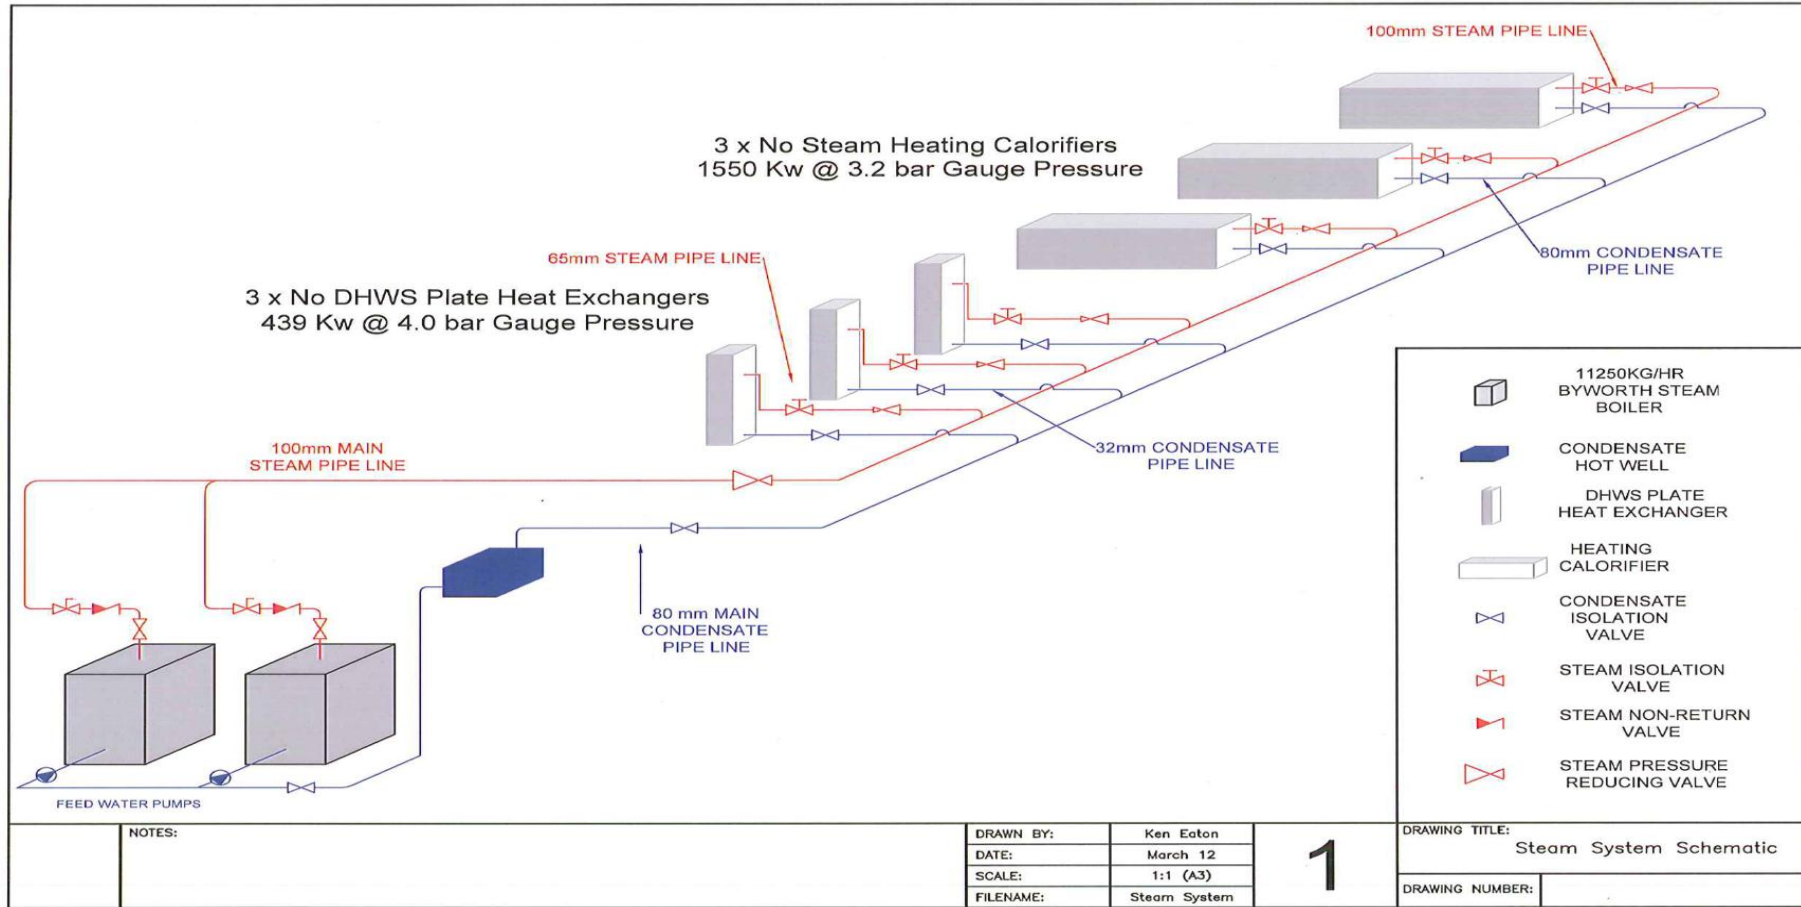 100mm STEAM PIPE LINE
3 x No Steam Heating Calorifiers
1550 Kw @ 3.2 bar Gauge Pressure
65mm STEAM PIPE LINE
80mm CONDENSATE
PIPE LINE
3 x No DHWS Plate Heat Exchangers
439 Kw @ 4.0 bar Gauge Pressure
100mm MAIN
STEAM PIPE LINE
32mm CONDENSATE
PIPE LINE
80 mm MAIN
CONDENSATE
PIPE LINE
FEED WATER PUMPS
11250KG/HR
BYWORTH STEAM
BOILER
CONDENSATE
HOT WELL
DHWS PLATE
HEAT EXCHANGER
HEATING
CALORIFIER
CONDENSATE
ISOLATION
VALVE
STEAM ISOLATION
VALVE
STEAM NON-RETURN
VALVE
STEAM PRESSURE
REDUCING VALVE
NOTES:
DRAWN BY: Ken Eaton
DATE: March 12
SCALE: 1:1 (A3)
FILENAME: Steam System
1
DRAWING TITLE:
Steam System Schematic
DRAWING NUMBER: